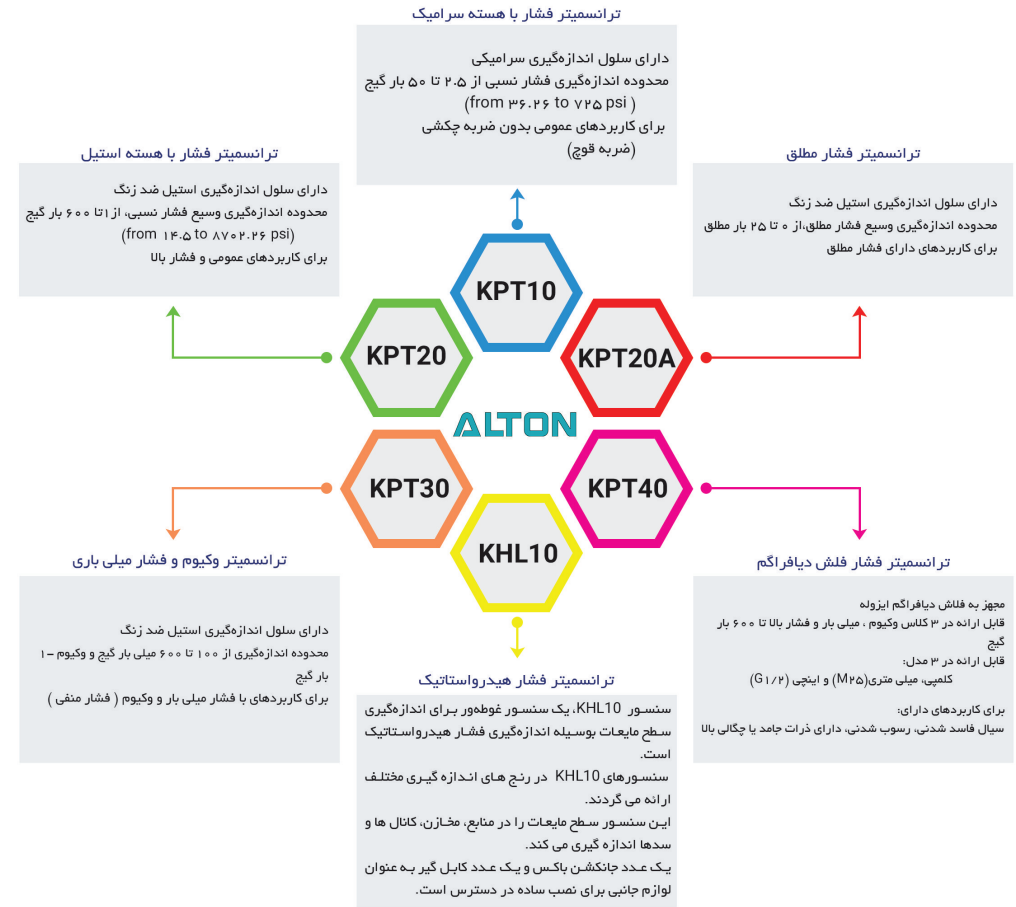 ترانسمیتر فشار با هسته سرامیک
دارای سلول اندازه‌گیری سرامیکی
محدوده اندازه‌گیری فشار نسبی از ۲.۵ تا ۵۰ بار گیج
(from ۳۶.۲۶ to ۷۲۵ psi )
برای کاربردهای عمومی بدون ضربه چکشی
(ضربه قوچ)
ترانسمیتر فشار مطلق
دارای سلول اندازه‌گیری استیل ضد زنگ
محدوده اندازه‌گیری وسیع فشار مطلق،از ۰ تا ۲۵ بار مطلق
برای کاربردهای دارای فشار مطلق
ترانسمیتر فشار با هسته استیل
دارای سلول اندازه‌گیری استیل ضد زنگ
محدوده اندازه‌گیری وسیع فشار نسبی، از۱تا ۶۰۰ بار گیج
(from ۱۴.۵ to ۸۷۰۲.۲۶ psi)
برای کاربردهای عمومی و فشار بالا
KPT10
KPT20A
KPT20
ALTON
KPT40
KPT30
KHL10
ترانسمیتر فشار فلش دیافراگم
مجهز به فلاش دیافراگم ایزوله
قابل ارائه در ۳ کلاس وکیوم ، میلی بار و فشار بالا تا ۶۰۰ بار
گیج
قابل ارائه در ۳ مدل:
کلمپی، میلی متری(M۲۵) و اینچی (G۱/۲)
برای کاربردهای دارای:
سیال فاسد شدنی، رسوب شدنی، دارای ذرات جامد یا چگالی بالا
ترانسمیتر وکیوم و فشار میلی باری
دارای سلول اندازه‌گیری استیل ضد زنگ
محدوده اندازه‌گیری از ۱۰۰ تا ۶۰۰ میلی بار گیج و وکیوم –۱
بار گیج
برای کاربردهای با فشار میلی بار و وکیوم ( فشار منفی )
ترانسمیتر فشار هیدرواستاتیک
سنسور KHL10، یک سنسور غوطه‌ور برای اندازه‌گیری
سطح مایعات بوسیله اندازه‌گیری فشار هیدرواستاتیک
است.
سنسورهای KHL10 در رنج های اندازه گیری مختلف
ارائه می گردند.
این سنسور سطح مایعات را در منابع، مخازن، کانال ها و
سدها اندازه گیری می کند.
یک عدد جانکشن باکس و یک عدد کابل گیر به عنوان
لوازم جانبی برای نصب ساده در دسترس است.